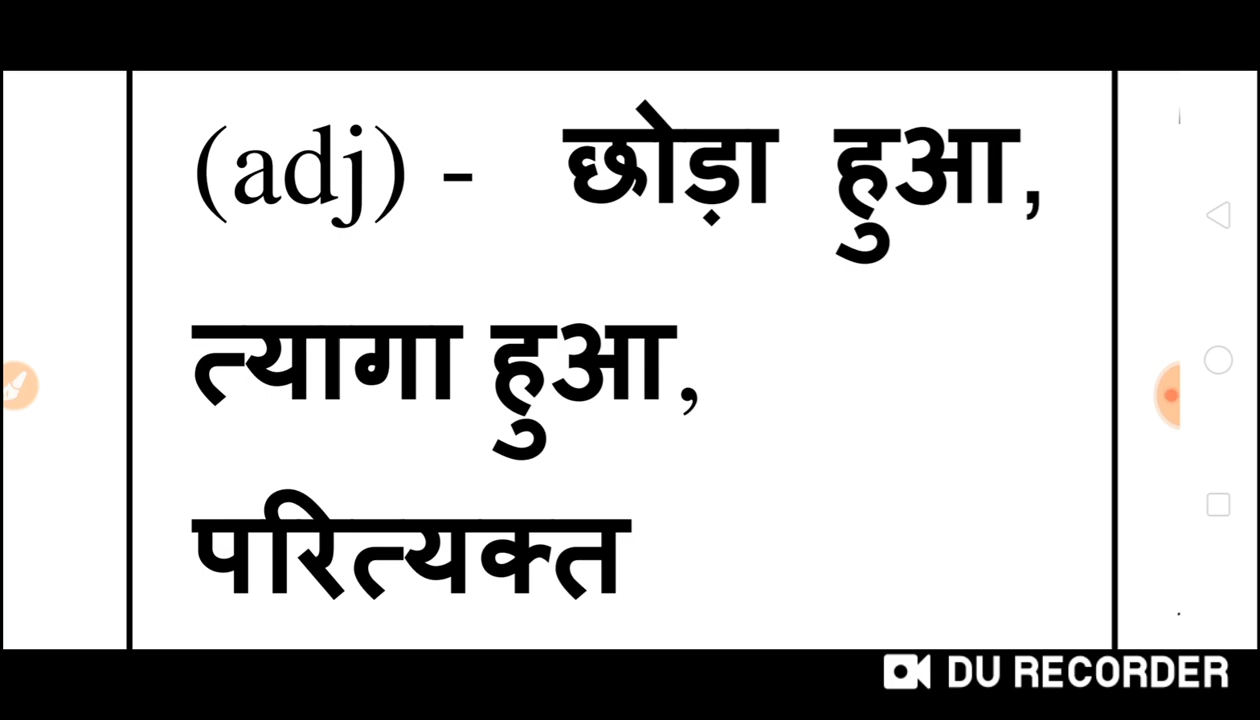 (adj) - छोड़ा हुआ,
त्यागा हुआ,
परित्यक्त
DU RECORDER